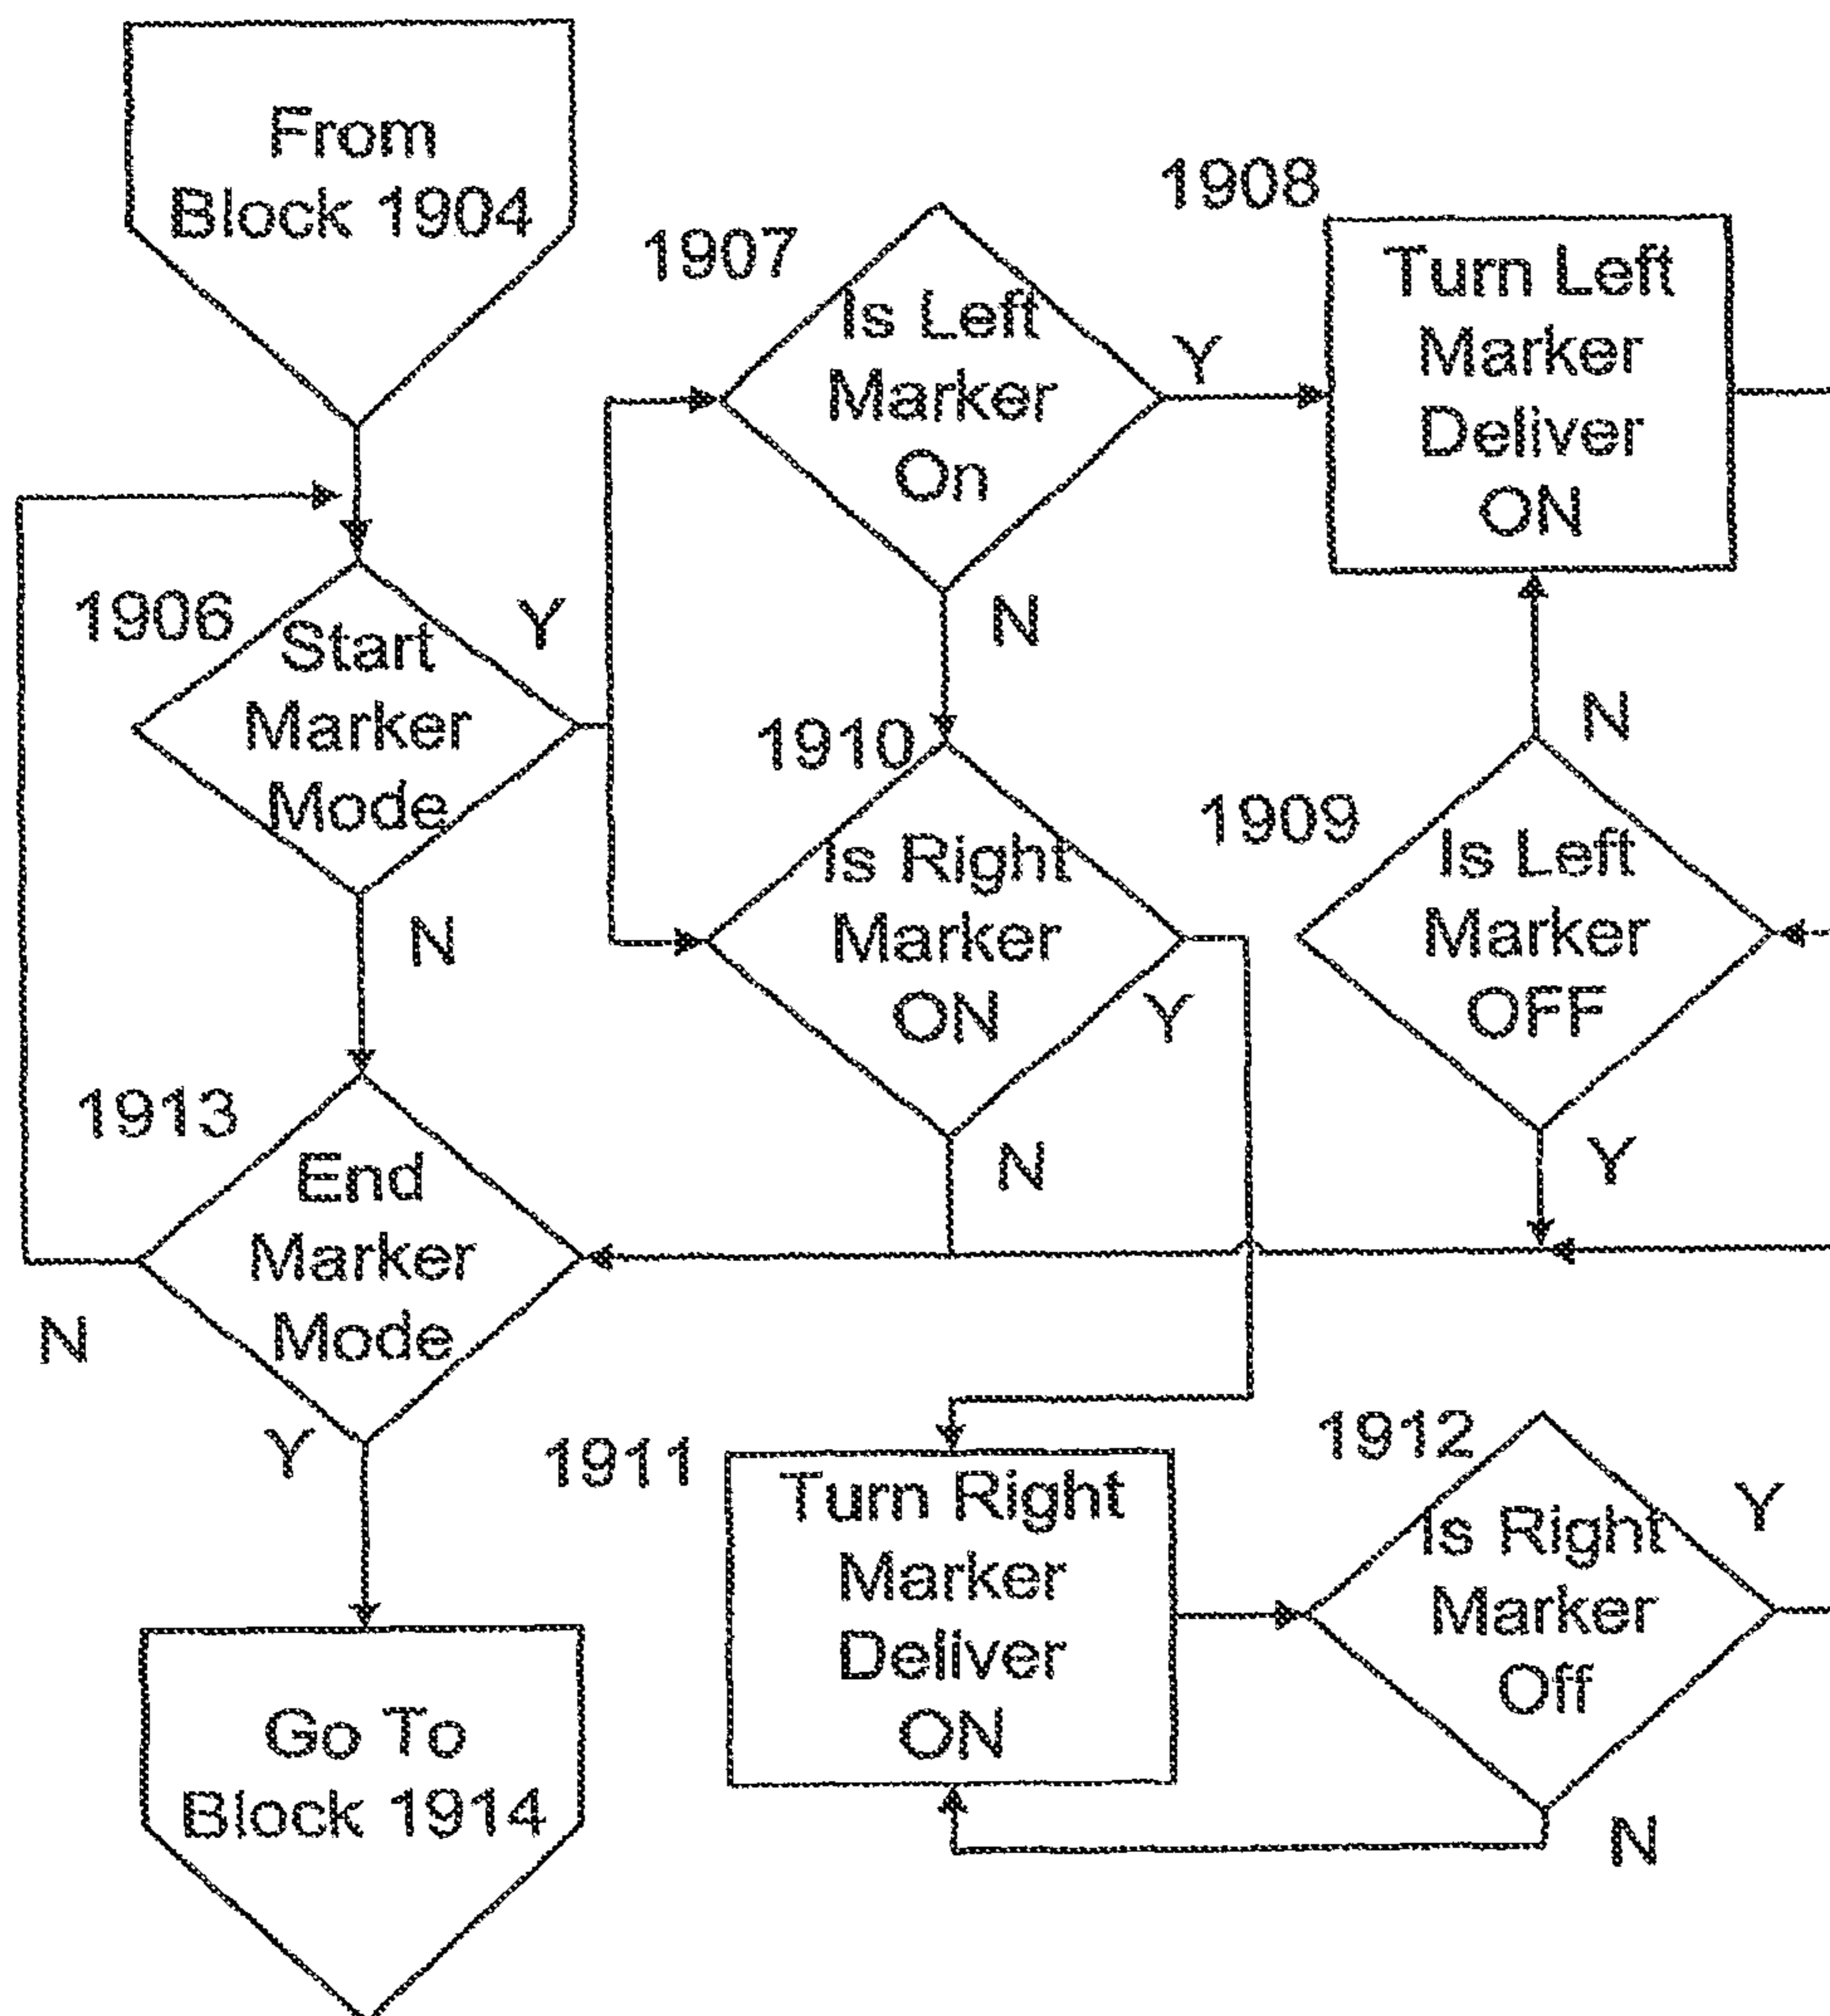 From
Block 1904
1906
Start
Marker
Mode
Y
N
1907
Is Left
Marker
On
Y
N
1908
Turn Left
Marker
Deliver
ON
1910
Is Right
Marker
ON
Y
N
1909
Is Left
Marker
OFF
N
Y
1913
End
Marker
Mode
N
Y
1911
Turn Right
Marker
Deliver
ON
1912
Is Right
Marker
Off
Y
N
Go To
Block 1914